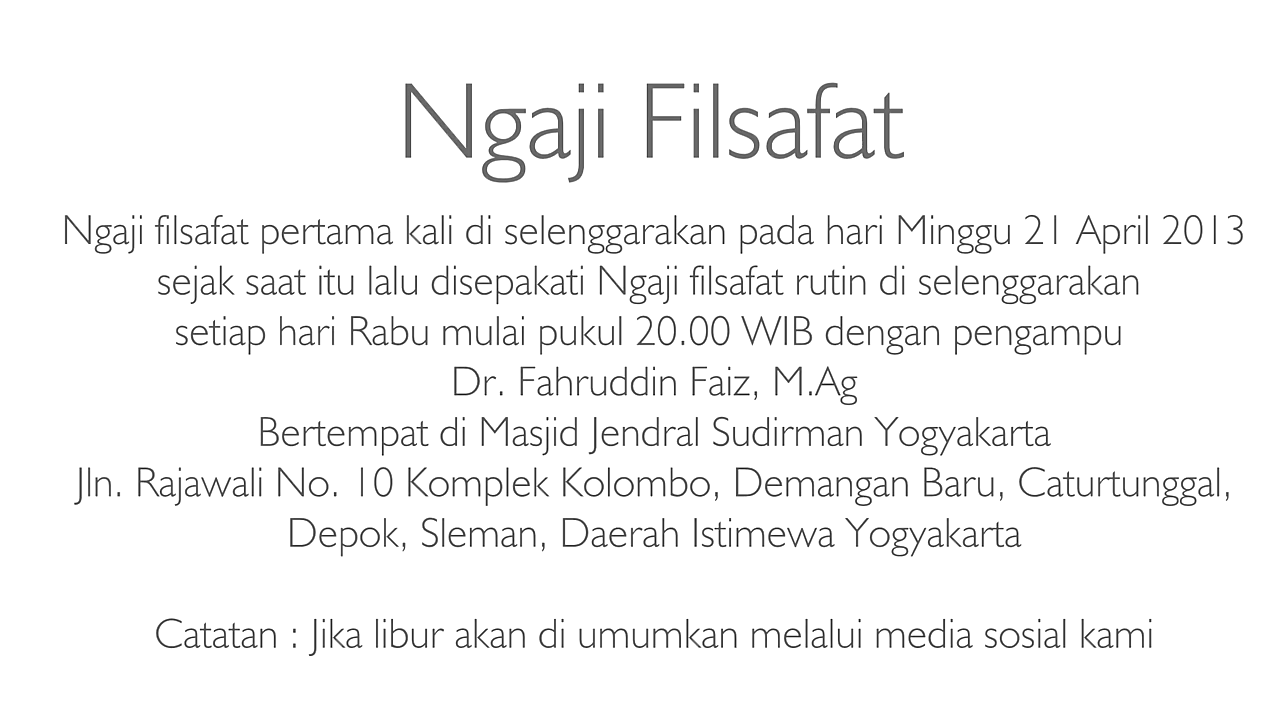 Ngaji Filsafat
Ngaji filsafat pertama kali di selenggarakan pada hari Minggu 21 April 2013
sejak saat itu lalu disepakati Ngaji filsafat rutin di selenggarakan
setiap hari Rabu mulai pukul 20.00 WIB dengan pengampu
Dr. Fahruddin Faiz, M.Ag
Bertempat di Masjid Jendral Sudirman Yogyakarta
Jln. Rajawali No. 10 Komplek Kolombo, Demangan Baru, Caturtunggal,
Depok, Sleman, Daerah Istimewa Yogyakarta
Catatan : Jika libur akan di umumkan melalui media sosial kami